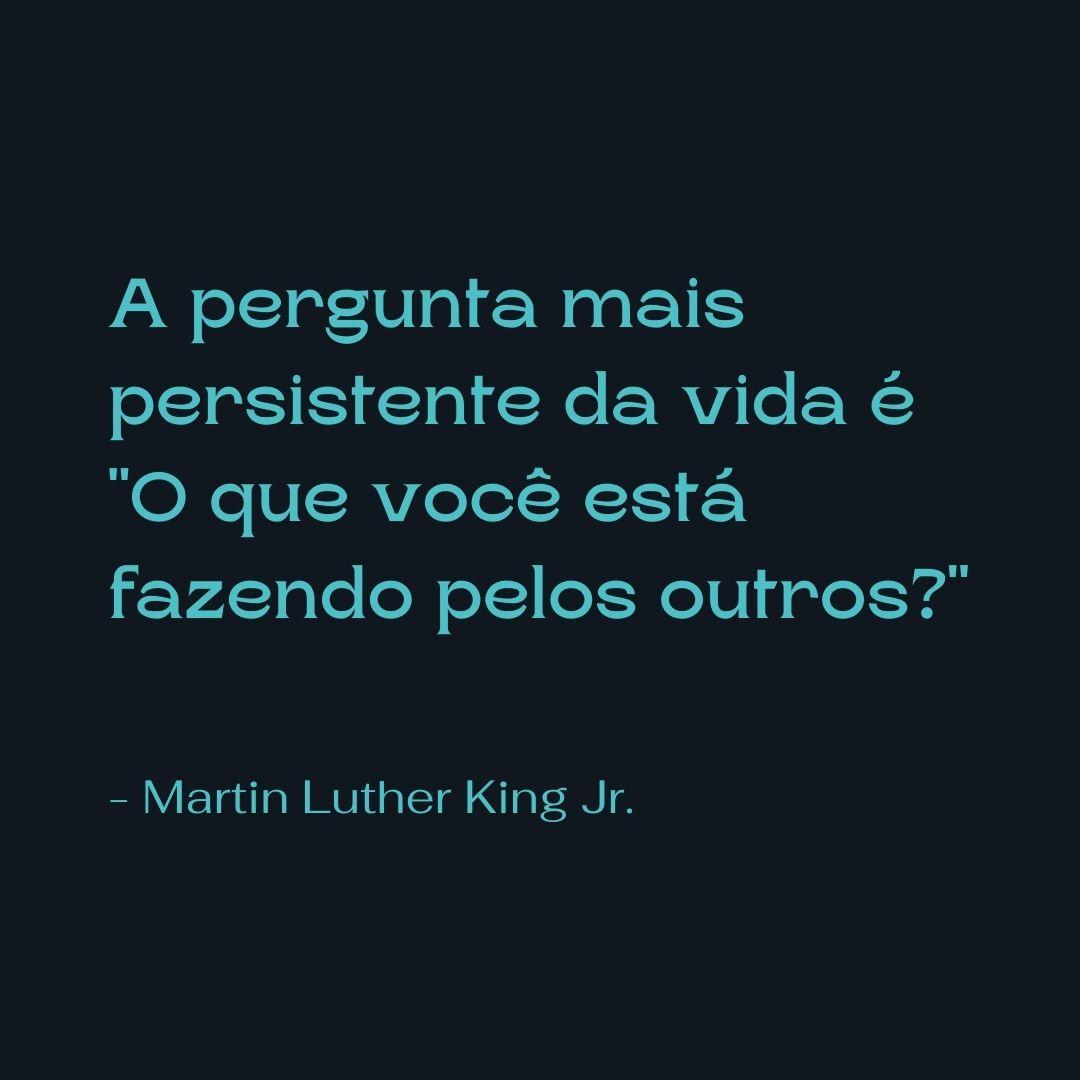 A pergunta mais
persistente da vida é
"O que você está
fazendo pelos outros?"
- Martin Luther King Jr.